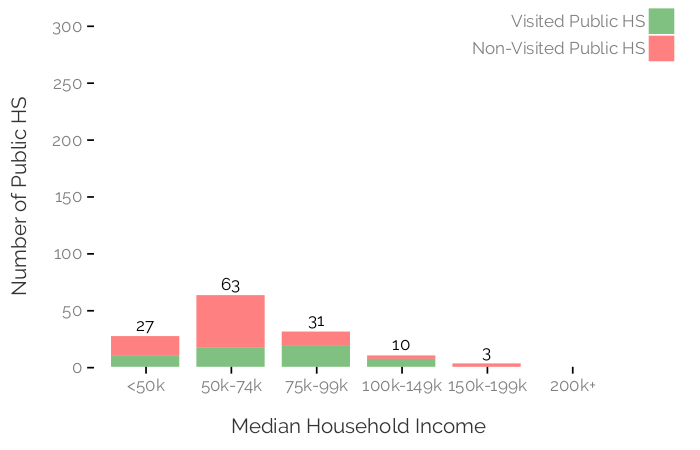 Visited Public HS
Non-Visited Public HS
Number of Public HS
300
250
200
150
100
50
0
27
63
31
10
3
<50k
50k-74k
75k-99k
100k-149k
150k-199k
200k+
Median Household Income